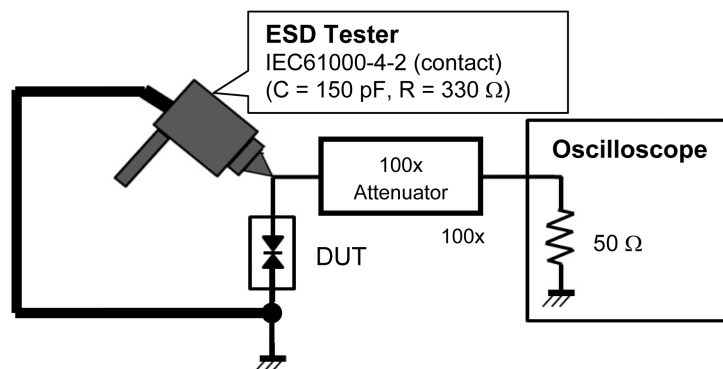 ESD Tester
IEC61000-4-2 (contact)
(C = 150 pF, R = 330 Ω)
100x
Attenuator
100x
Oscilloscope
50 Ω
DUT